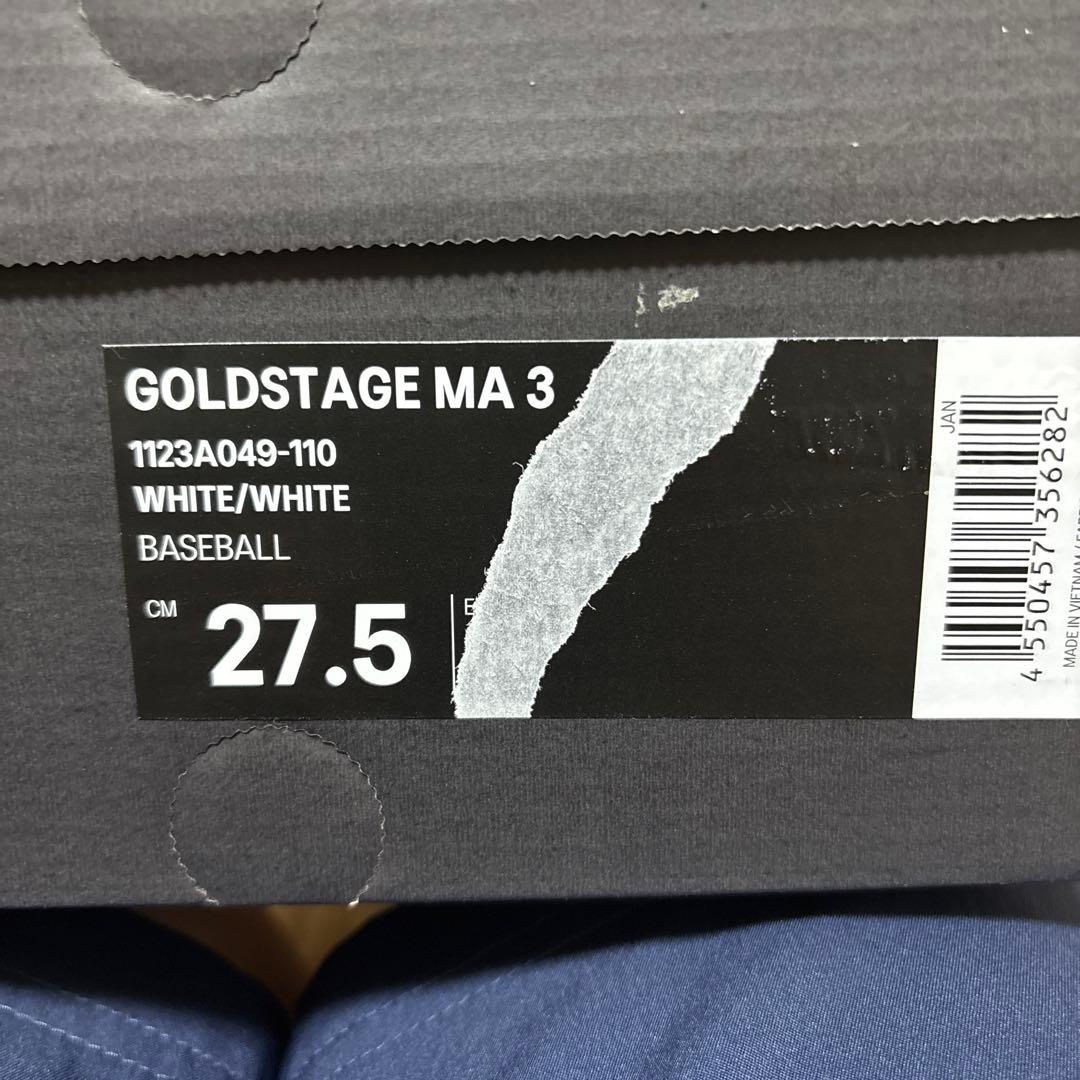 GOLDSTAGE MA 3
1123A049-110
WHITE/WHITE
BASEBALL
CM 27.5
JAN
4 550457 356282
MADE IN VIETNAM